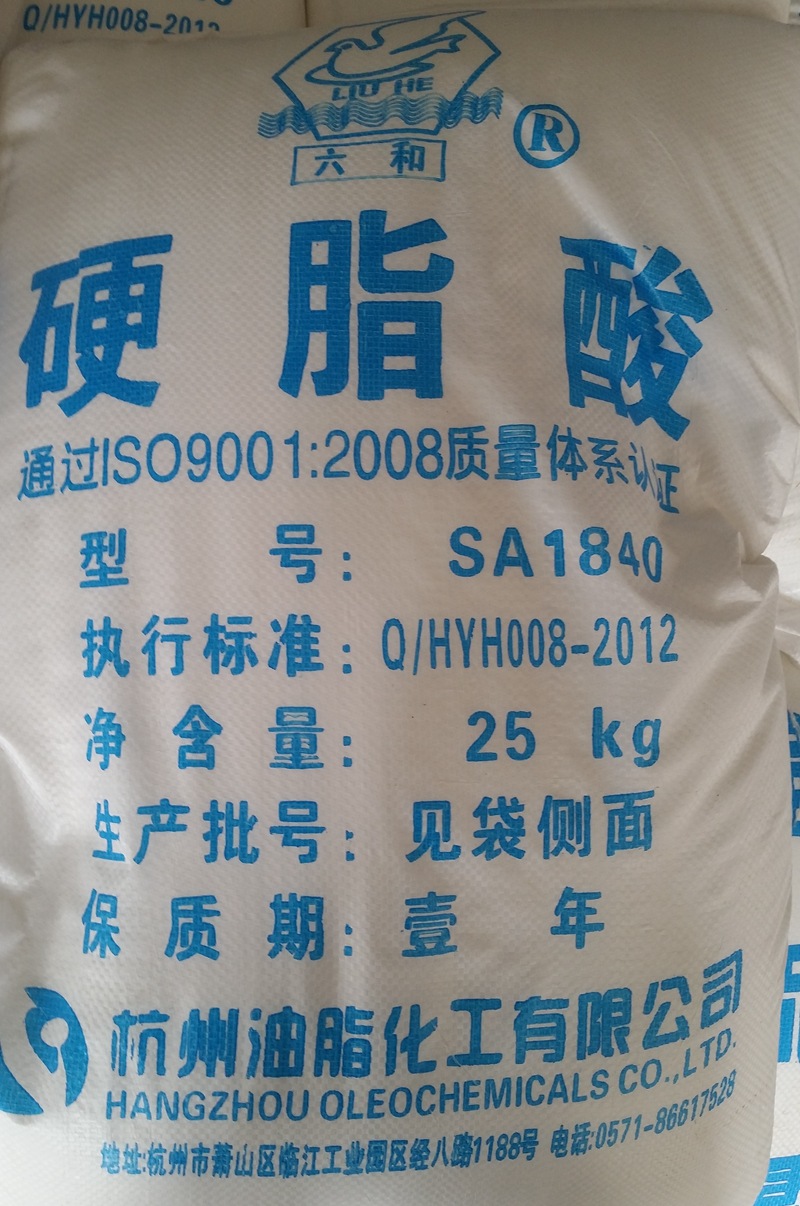 Q/HYH008-2012
LIU HE
六和
®
硬脂酸
通过ISO9001:2008质量体系认证
型号: SA1840
执行标准: Q/HYH008-2012
净含量: 25 kg
生产批号: 见袋侧面
保质期: 壹年
杭州油脂化工有限公司
HANGZHOU OLEOCHEMICALS CO.,LTD.
地址:杭州市萧山区临江工业园区经八路1188号 电话:0571-86617528